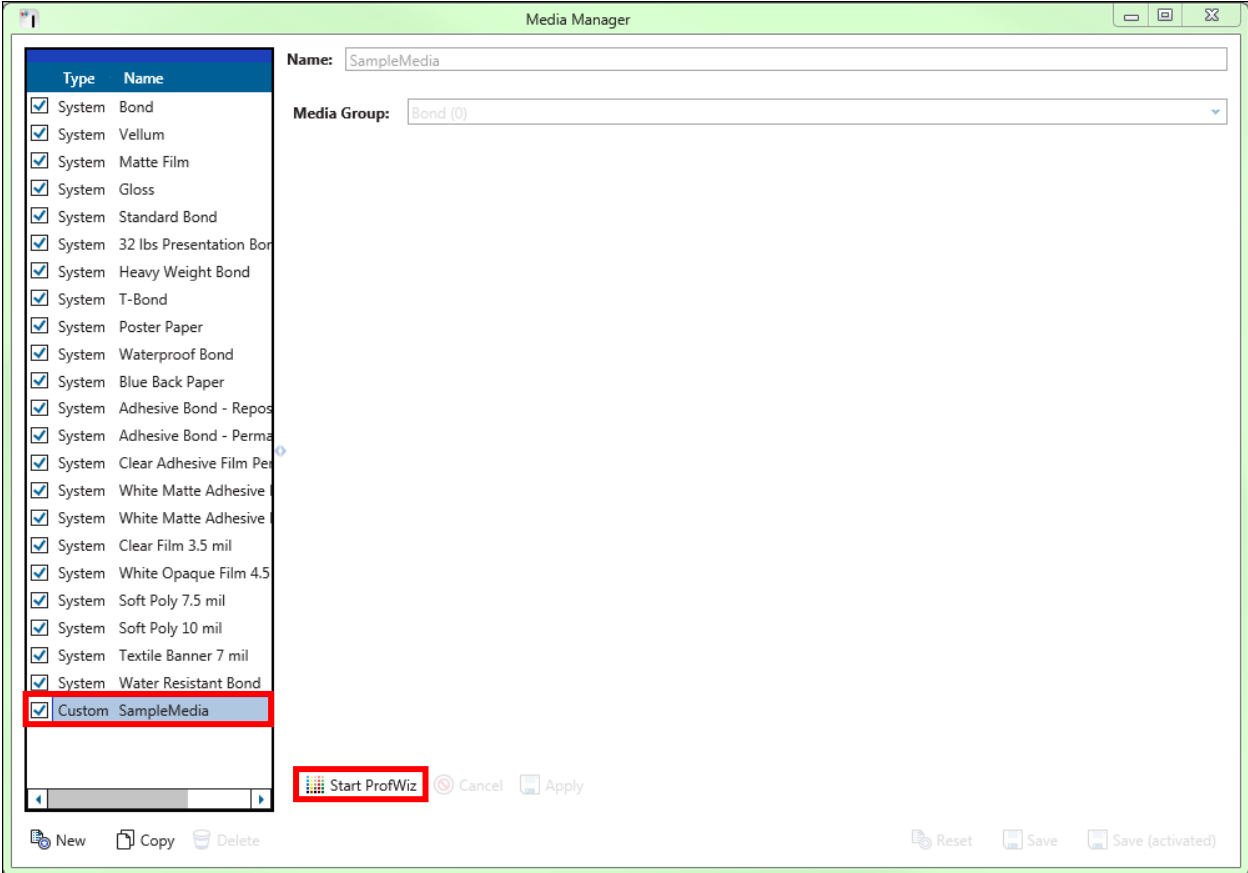 Media Manager
Type Name
System Bond
System Vellum
System Matte Film
System Gloss
System Standard Bond
System 32 lbs Presentation Bon
System Heavy Weight Bond
System T-Bond
System Poster Paper
System Waterproof Bond
System Blue Back Paper
System Adhesive Bond - Repos
System Adhesive Bond - Perma
System Clear Adhesive Film Per
System White Matte Adhesive
System White Matte Adhesive
System Clear Film 3.5 mil
System White Opaque Film 4.5
System Soft Poly 7.5 mil
System Soft Poly 10 mil
System Textile Banner 7 mil
System Water Resistant Bond
Custom SampleMedia
Name: SampleMedia
Media Group: Bond (0)
Start ProfWiz Cancel Apply
New Copy Delete Reset Save Save (activated)